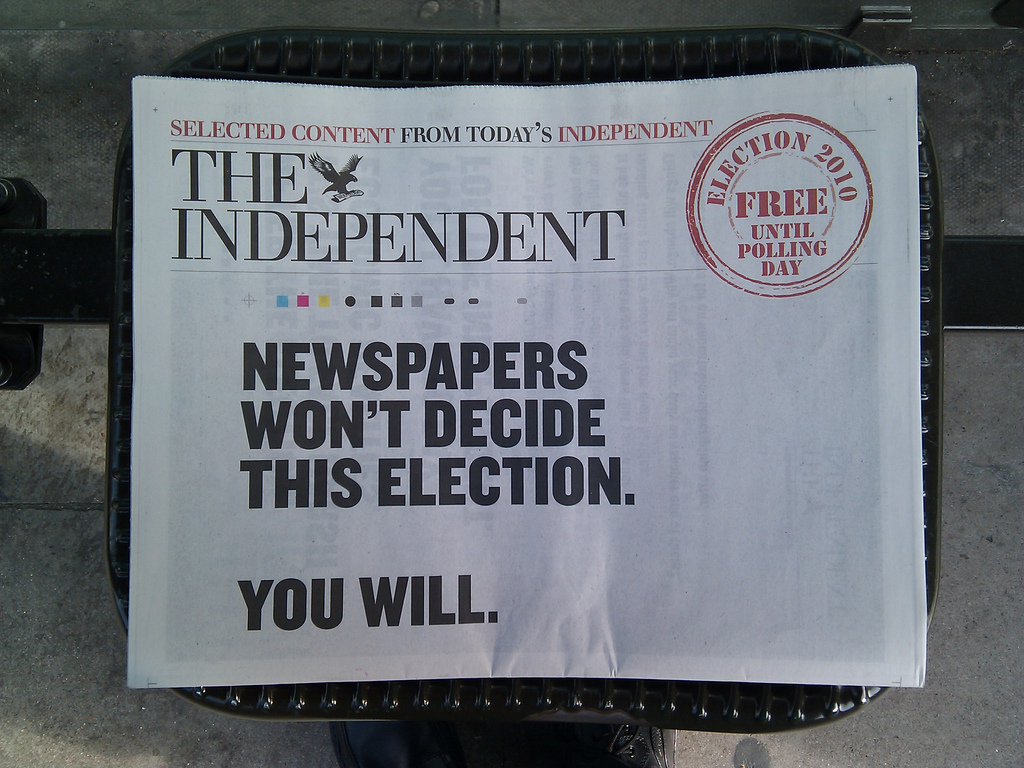 SELECTED CONTENT FROM TODAY'S INDEPENDENT
THE
INDEPENDENT
ELECTION 2010
FREE
UNTIL
POLLING
DAY
NEWSPAPERS
WON'T DECIDE
THIS ELECTION.
YOU WILL.